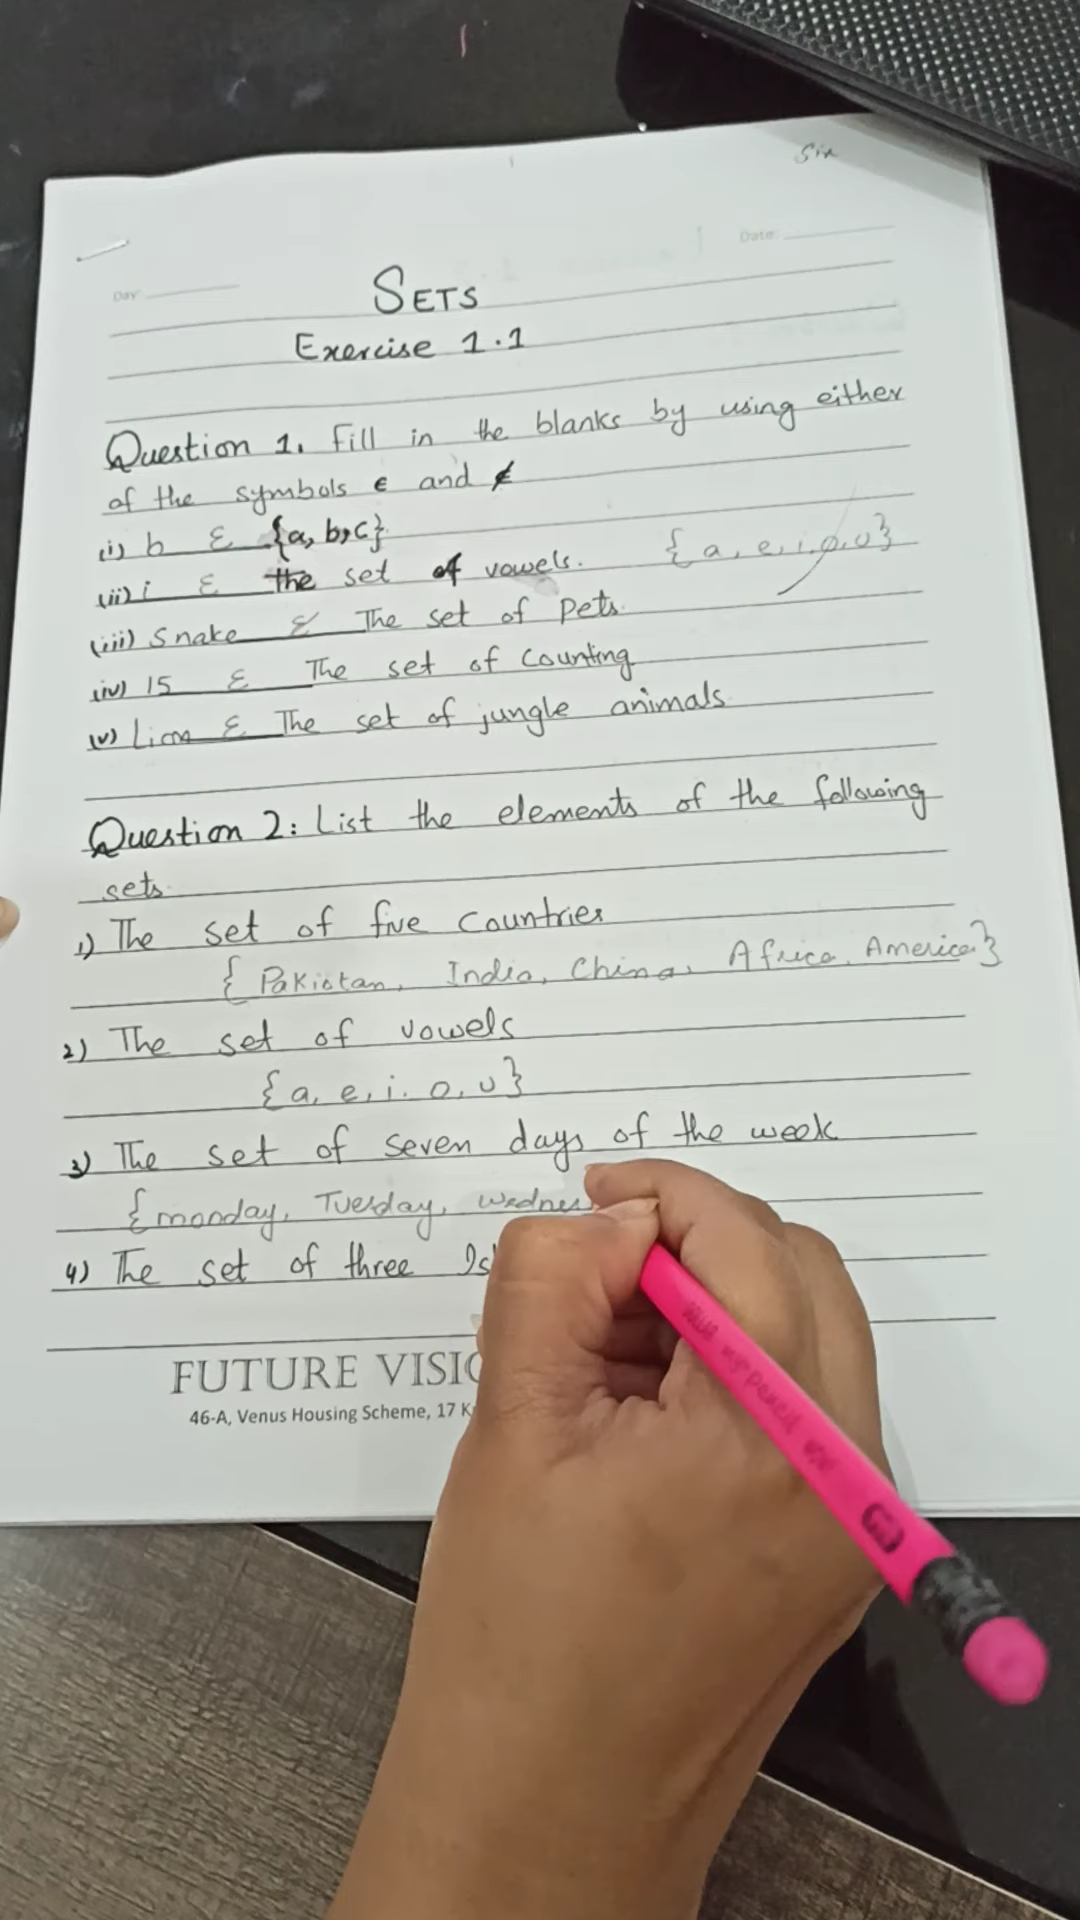 Sin
Day:
Date:
SETS
Exercise 1.1
Question 1. Fill in the blanks by using either
of the symbols ∈ and ∉
(i) b ∈ {a, b, c}
(ii) i ∈ the set of vowels. {a, e, i, o, u}
(iii) Snake ∉ The set of pets.
(iv) 15 ∈ The set of Counting
(v) Lion ∈ The set of jungle animals
Question 2: List the elements of the following
sets.
1) The set of five Countries
{Pakistan, India, China, Africa, America}
2) The set of vowels
{a, e, i, o, u}
3) The set of seven days of the week
{monday, Tuesday, wednes
4) The set of three Is
FUTURE VISIO
46-A, Venus Housing Scheme, 17 K